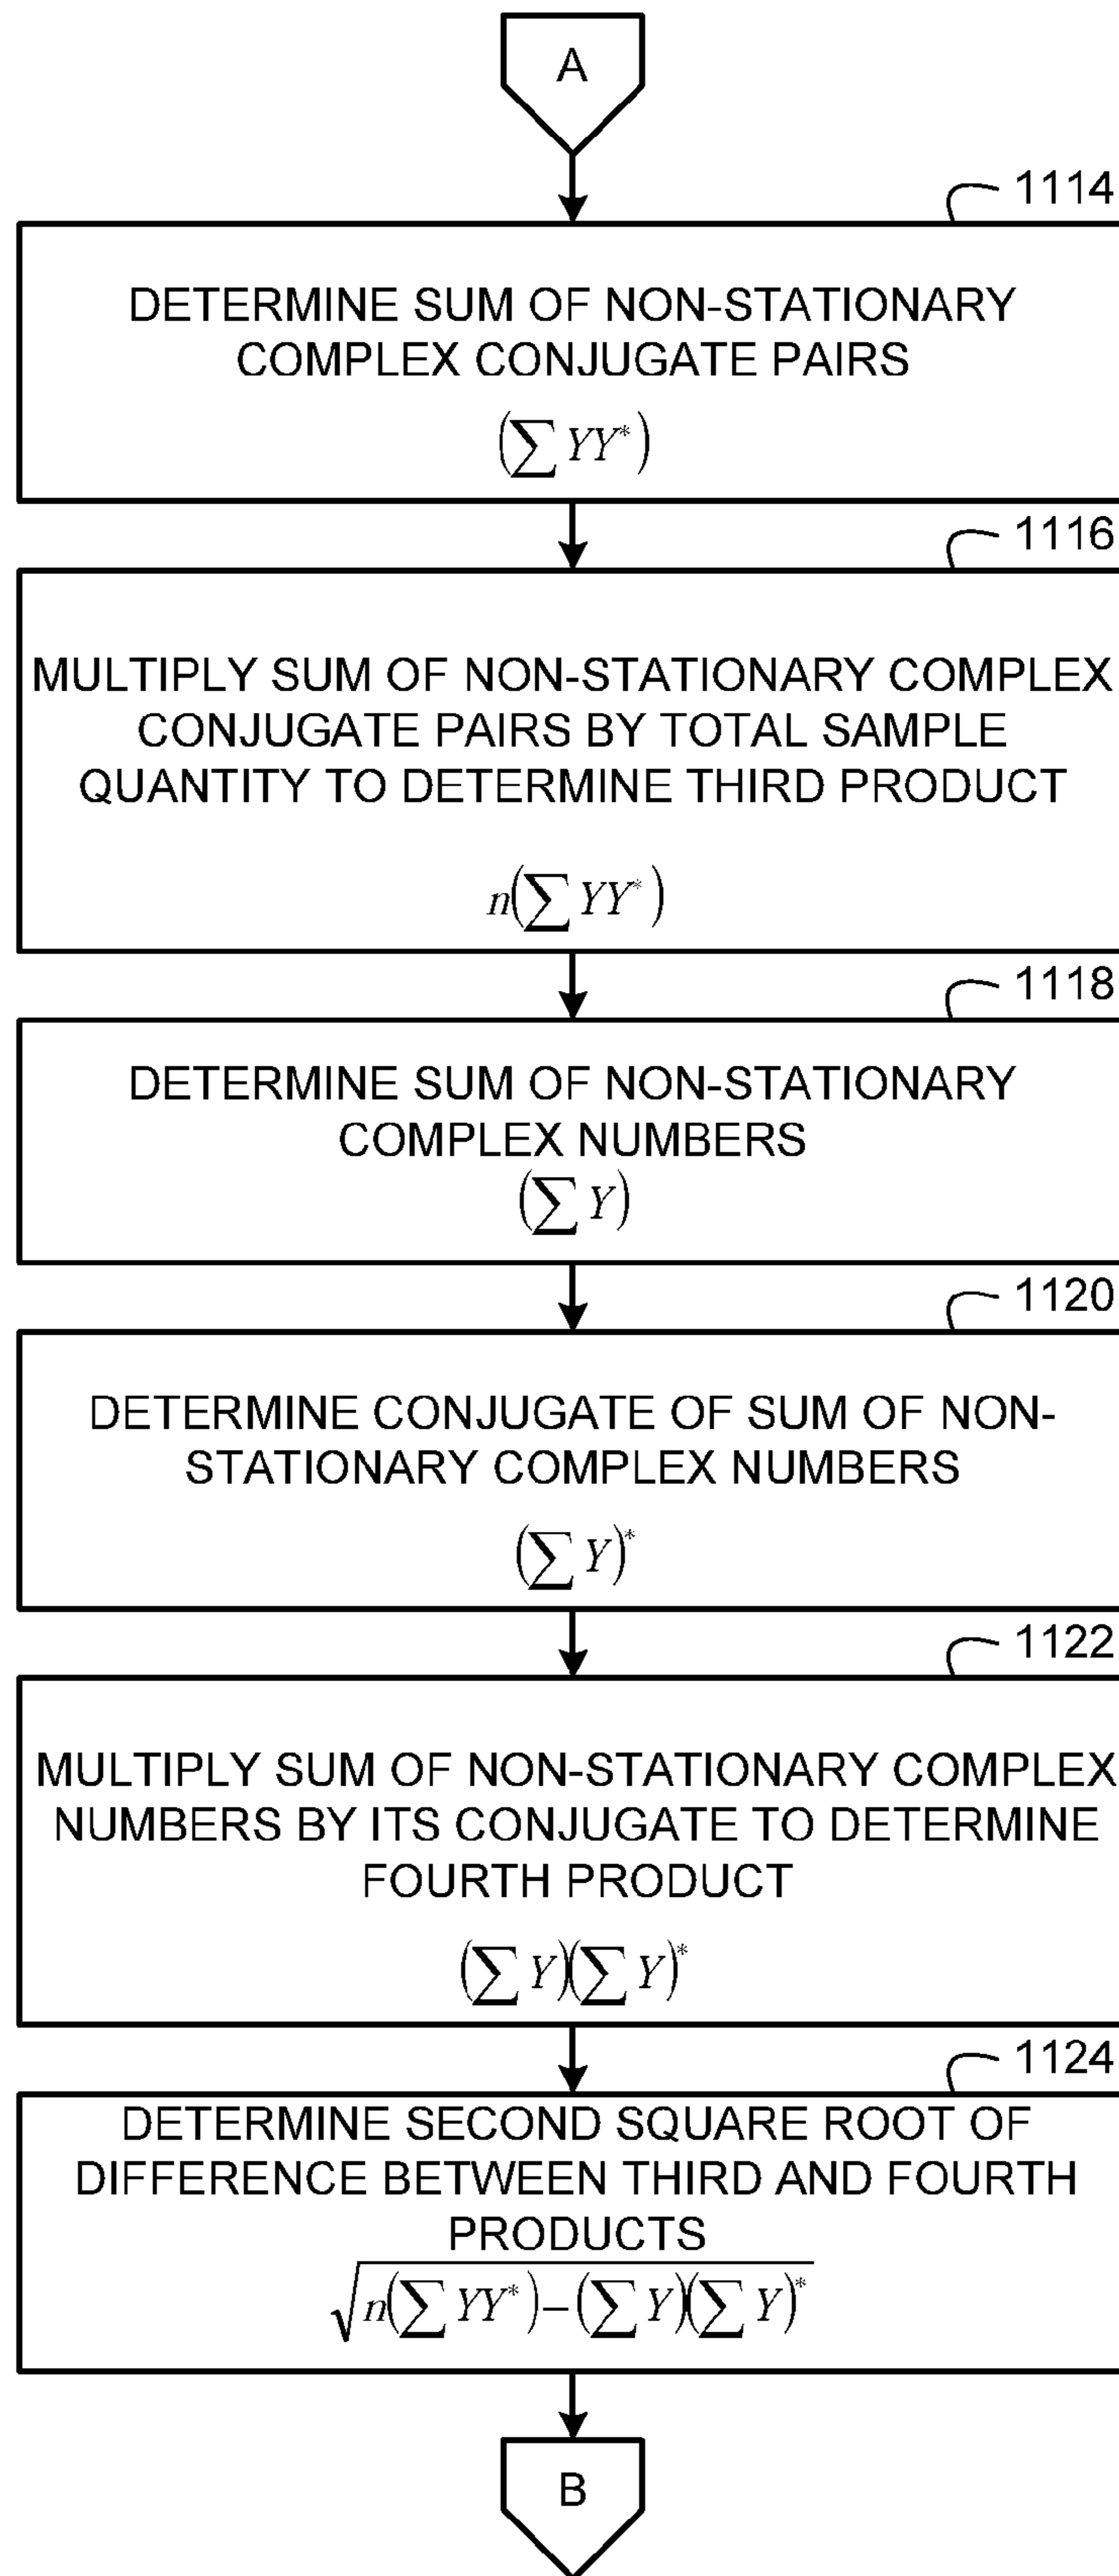 A
1114
DETERMINE SUM OF NON-STATIONARY
COMPLEX CONJUGATE PAIRS
(∑ YY*)
1116
MULTIPLY SUM OF NON-STATIONARY COMPLEX
CONJUGATE PAIRS BY TOTAL SAMPLE
QUANTITY TO DETERMINE THIRD PRODUCT
n(∑ YY*)
1118
DETERMINE SUM OF NON-STATIONARY
COMPLEX NUMBERS
(∑ Y)
1120
DETERMINE CONJUGATE OF SUM OF NON-
STATIONARY COMPLEX NUMBERS
(∑ Y)*
1122
MULTIPLY SUM OF NON-STATIONARY COMPLEX
NUMBERS BY ITS CONJUGATE TO DETERMINE
FOURTH PRODUCT
(∑ Y)(∑ Y)*
1124
DETERMINE SECOND SQUARE ROOT OF
DIFFERENCE BETWEEN THIRD AND FOURTH
PRODUCTS
√(n(∑ YY*)−(∑ Y)(∑ Y)*)
B